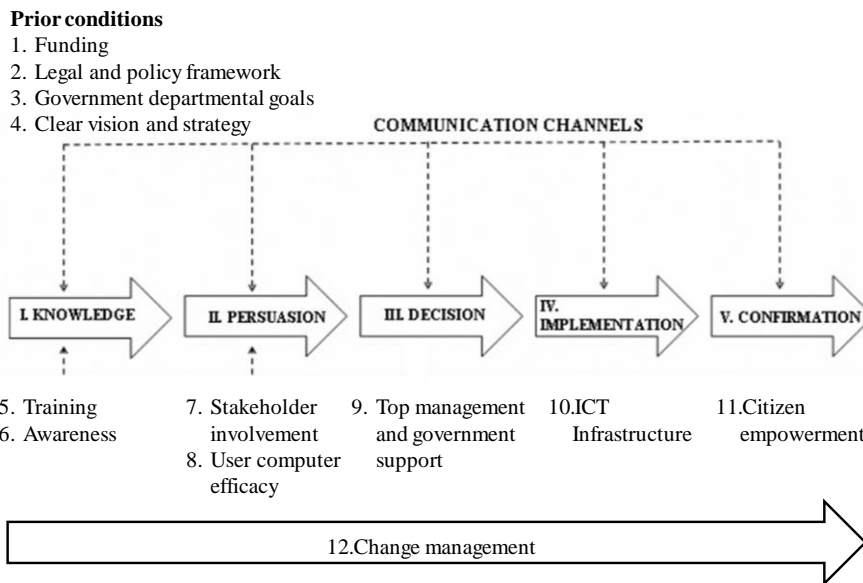 Prior conditions
1. Funding
2. Legal and policy framework
3. Government departmental goals
4. Clear vision and strategy
COMMUNICATION CHANNELS
I. KNOWLEDGE
II. PERSUASION
III. DECISION
IV.
IMPLEMENTATION
V. CONFIRMATION
5. Training
6. Awareness
7. Stakeholder
involvement
8. User computer
efficacy
9. Top management
and government
support
10.ICT
Infrastructure
11.Citizen
empowerment
12.Change management